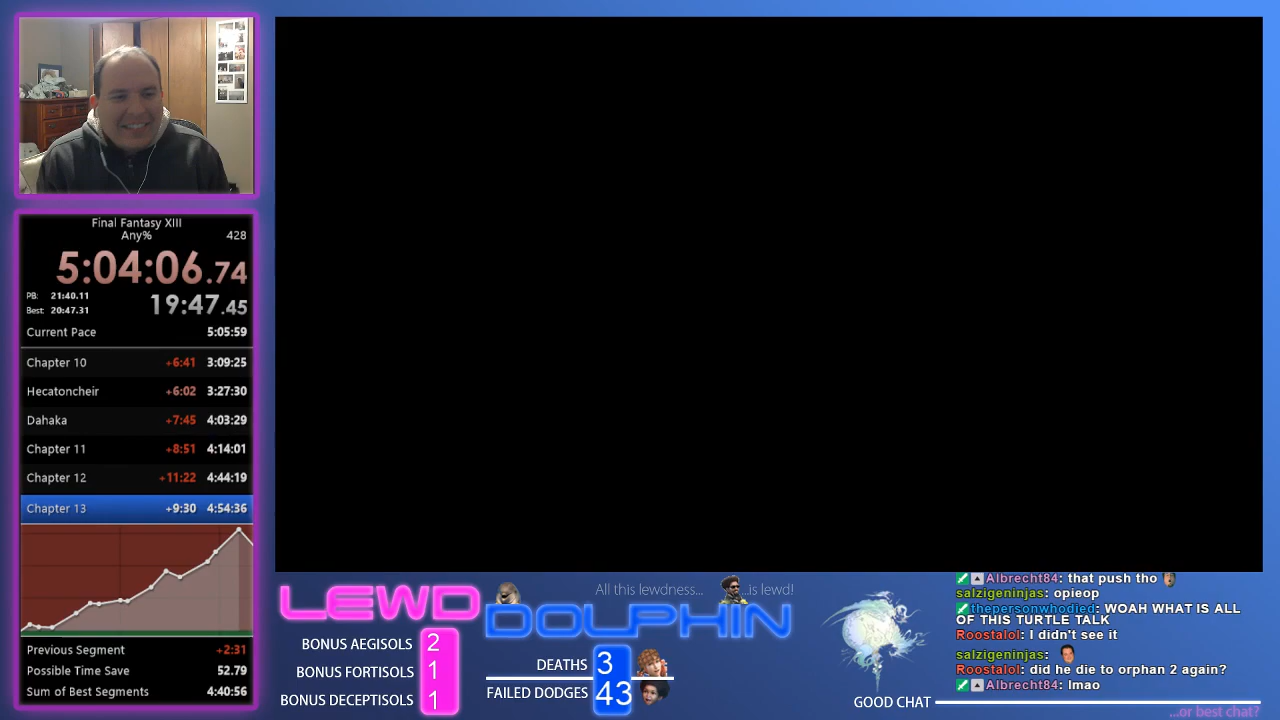 Final Fantasy XIII
Any%
428
5:04:06.74
PB: 21:40.11
Best: 20:47.31
19:47.45
Current Pace 5:05:59
Chapter 10 +6:41 3:09:25
Hecatoncheir +6:02 3:27:30
Dahaka +7:45 4:03:29
Chapter 11 +8:51 4:14:01
Chapter 12 +11:22 4:44:19
Chapter 13 +9:30 4:54:36
Previous Segment +2:31
Possible Time Save 52.79
Sum of Best Segments 4:40:56
LEWD
DOLPHIN
All this lewdness... ...is lewd!
BONUS AEGISOLS 2
BONUS FORTISOLS 1
BONUS DECEPTISOLS 1
DEATHS 3
FAILED DODGES 43
GOOD CHAT
Albrecht84: that push tho
salzigeninjas: opieop
thepersonwhodied: WOAH WHAT IS ALL
OF THIS TURTLE TALK
Roostalol: I didn't see it
salzigeninjas:
Roostalol: did he die to orphan 2 again?
Albrecht84: lmao
...or best chat?